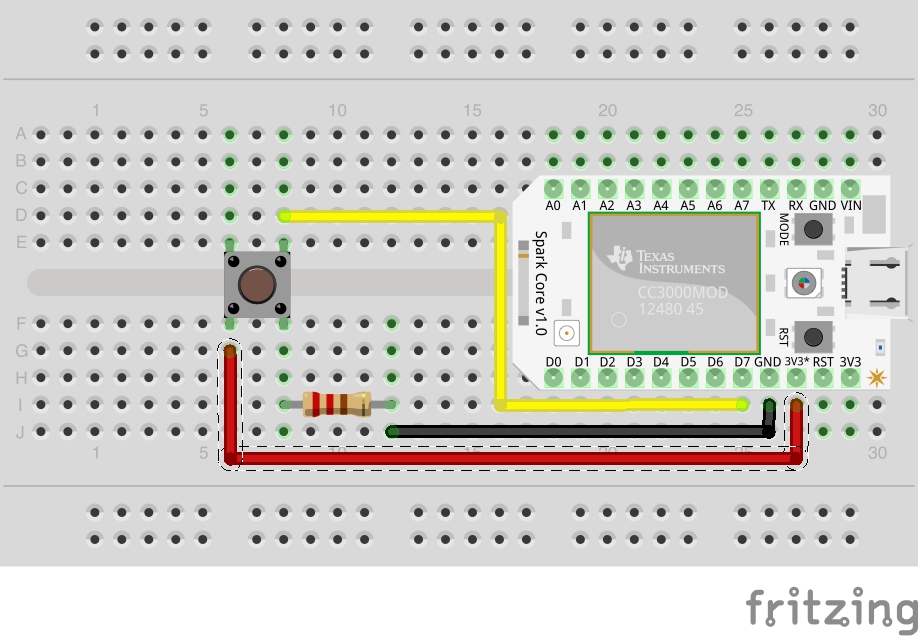 1 5 10 15 20 25 30
A
B
C
A0 A1 A2 A3 A4 A5 A6 A7 TX RX GND VIN
D
E
MODE
Spark Core v1.0
TEXAS
INSTRUMENTS
CC3000MOD
12480 45
RST
F
G
D0 D1 D2 D3 D4 D5 D6 D7 GND 3V3* RST 3V3
H
I
J
1 5 10 15 20 25 30
fritzing